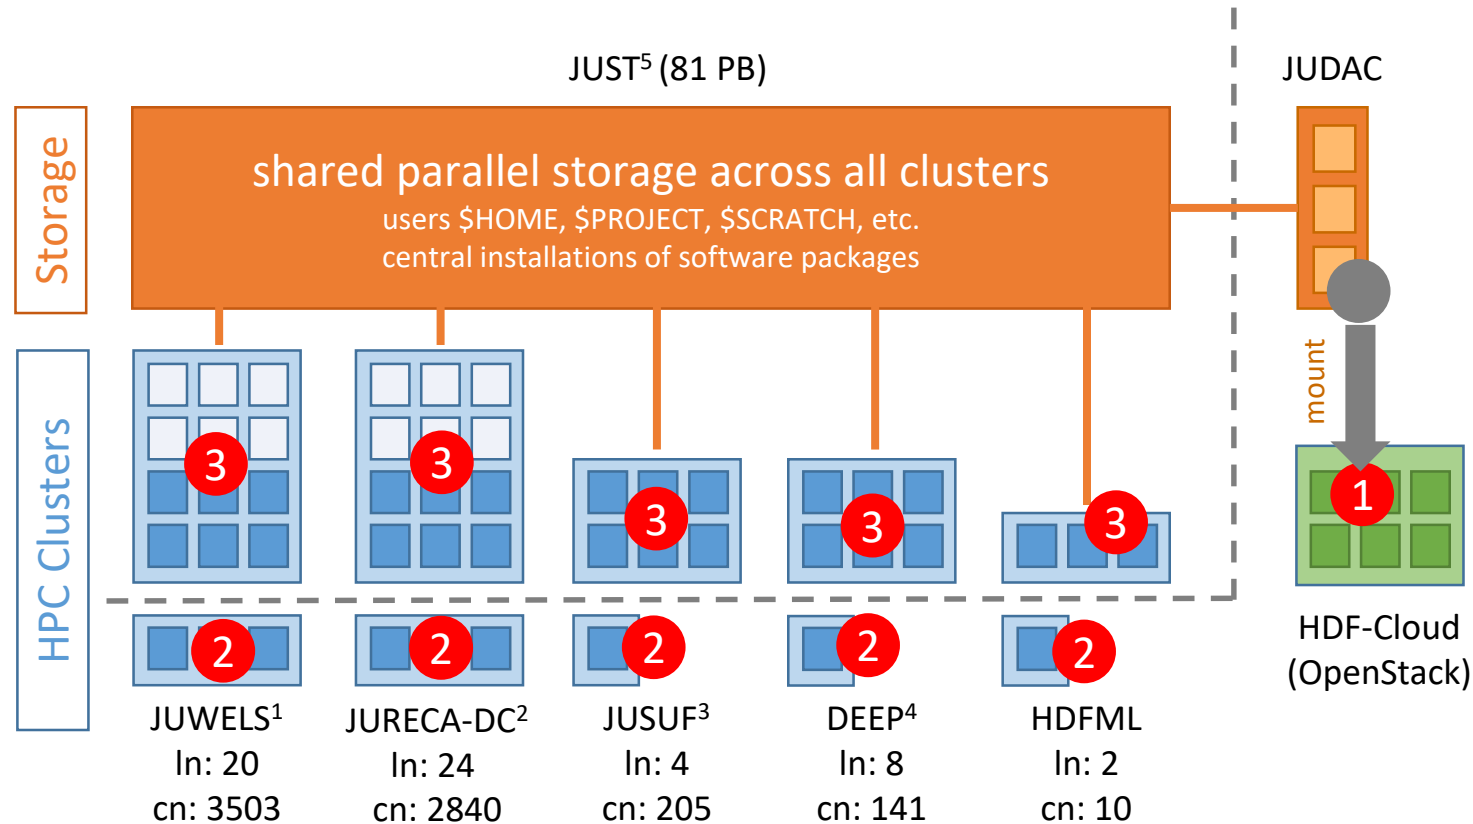 JUST⁵ (81 PB)
JUDAC
Storage
shared parallel storage across all clusters
users $HOME, $PROJECT, $SCRATCH, etc.
central installations of software packages
mount
HPC Clusters
3
3
3
3
3
1
2
2
2
2
2
HDF-Cloud
(OpenStack)
JUWELS¹
ln: 20
cn: 3503
JURECA-DC²
ln: 24
cn: 2840
JUSUF³
ln: 4
cn: 205
DEEP⁴
ln: 8
cn: 141
HDFML
ln: 2
cn: 10